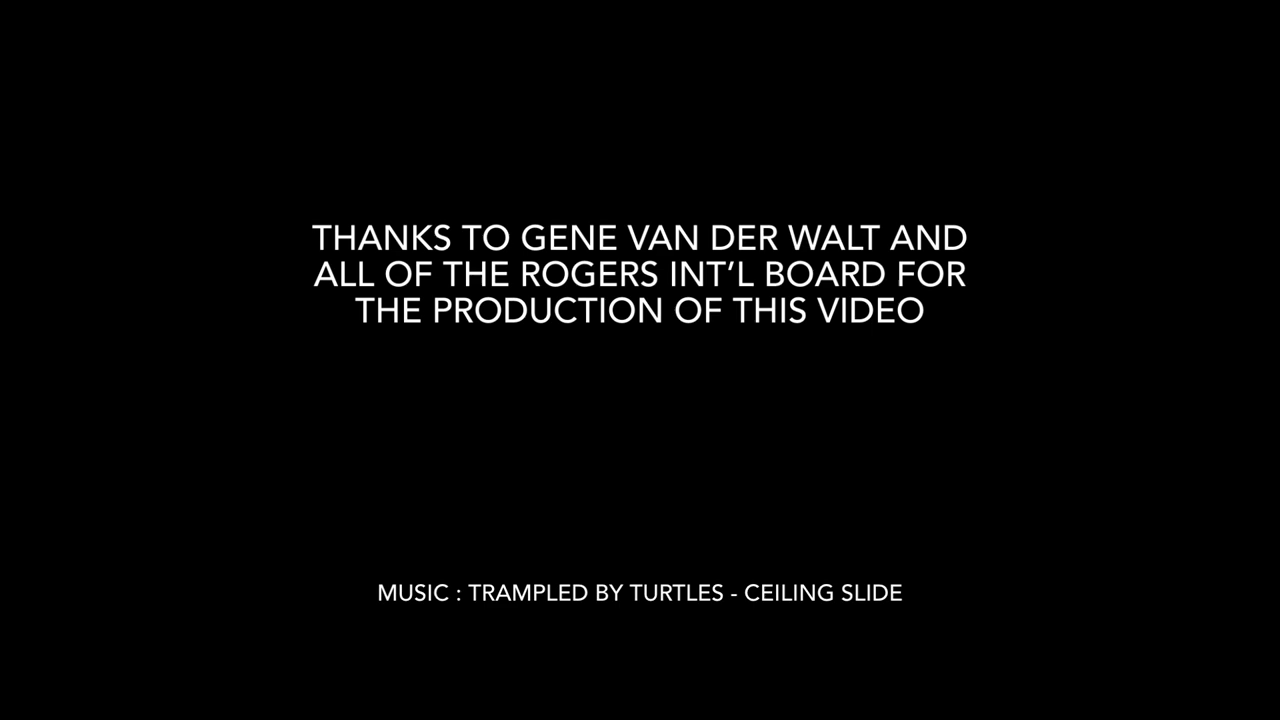 THANKS TO GENE VAN DER WALT AND
ALL OF THE ROGERS INT’L BOARD FOR
THE PRODUCTION OF THIS VIDEO
MUSIC : TRAMPLED BY TURTLES - CEILING SLIDE